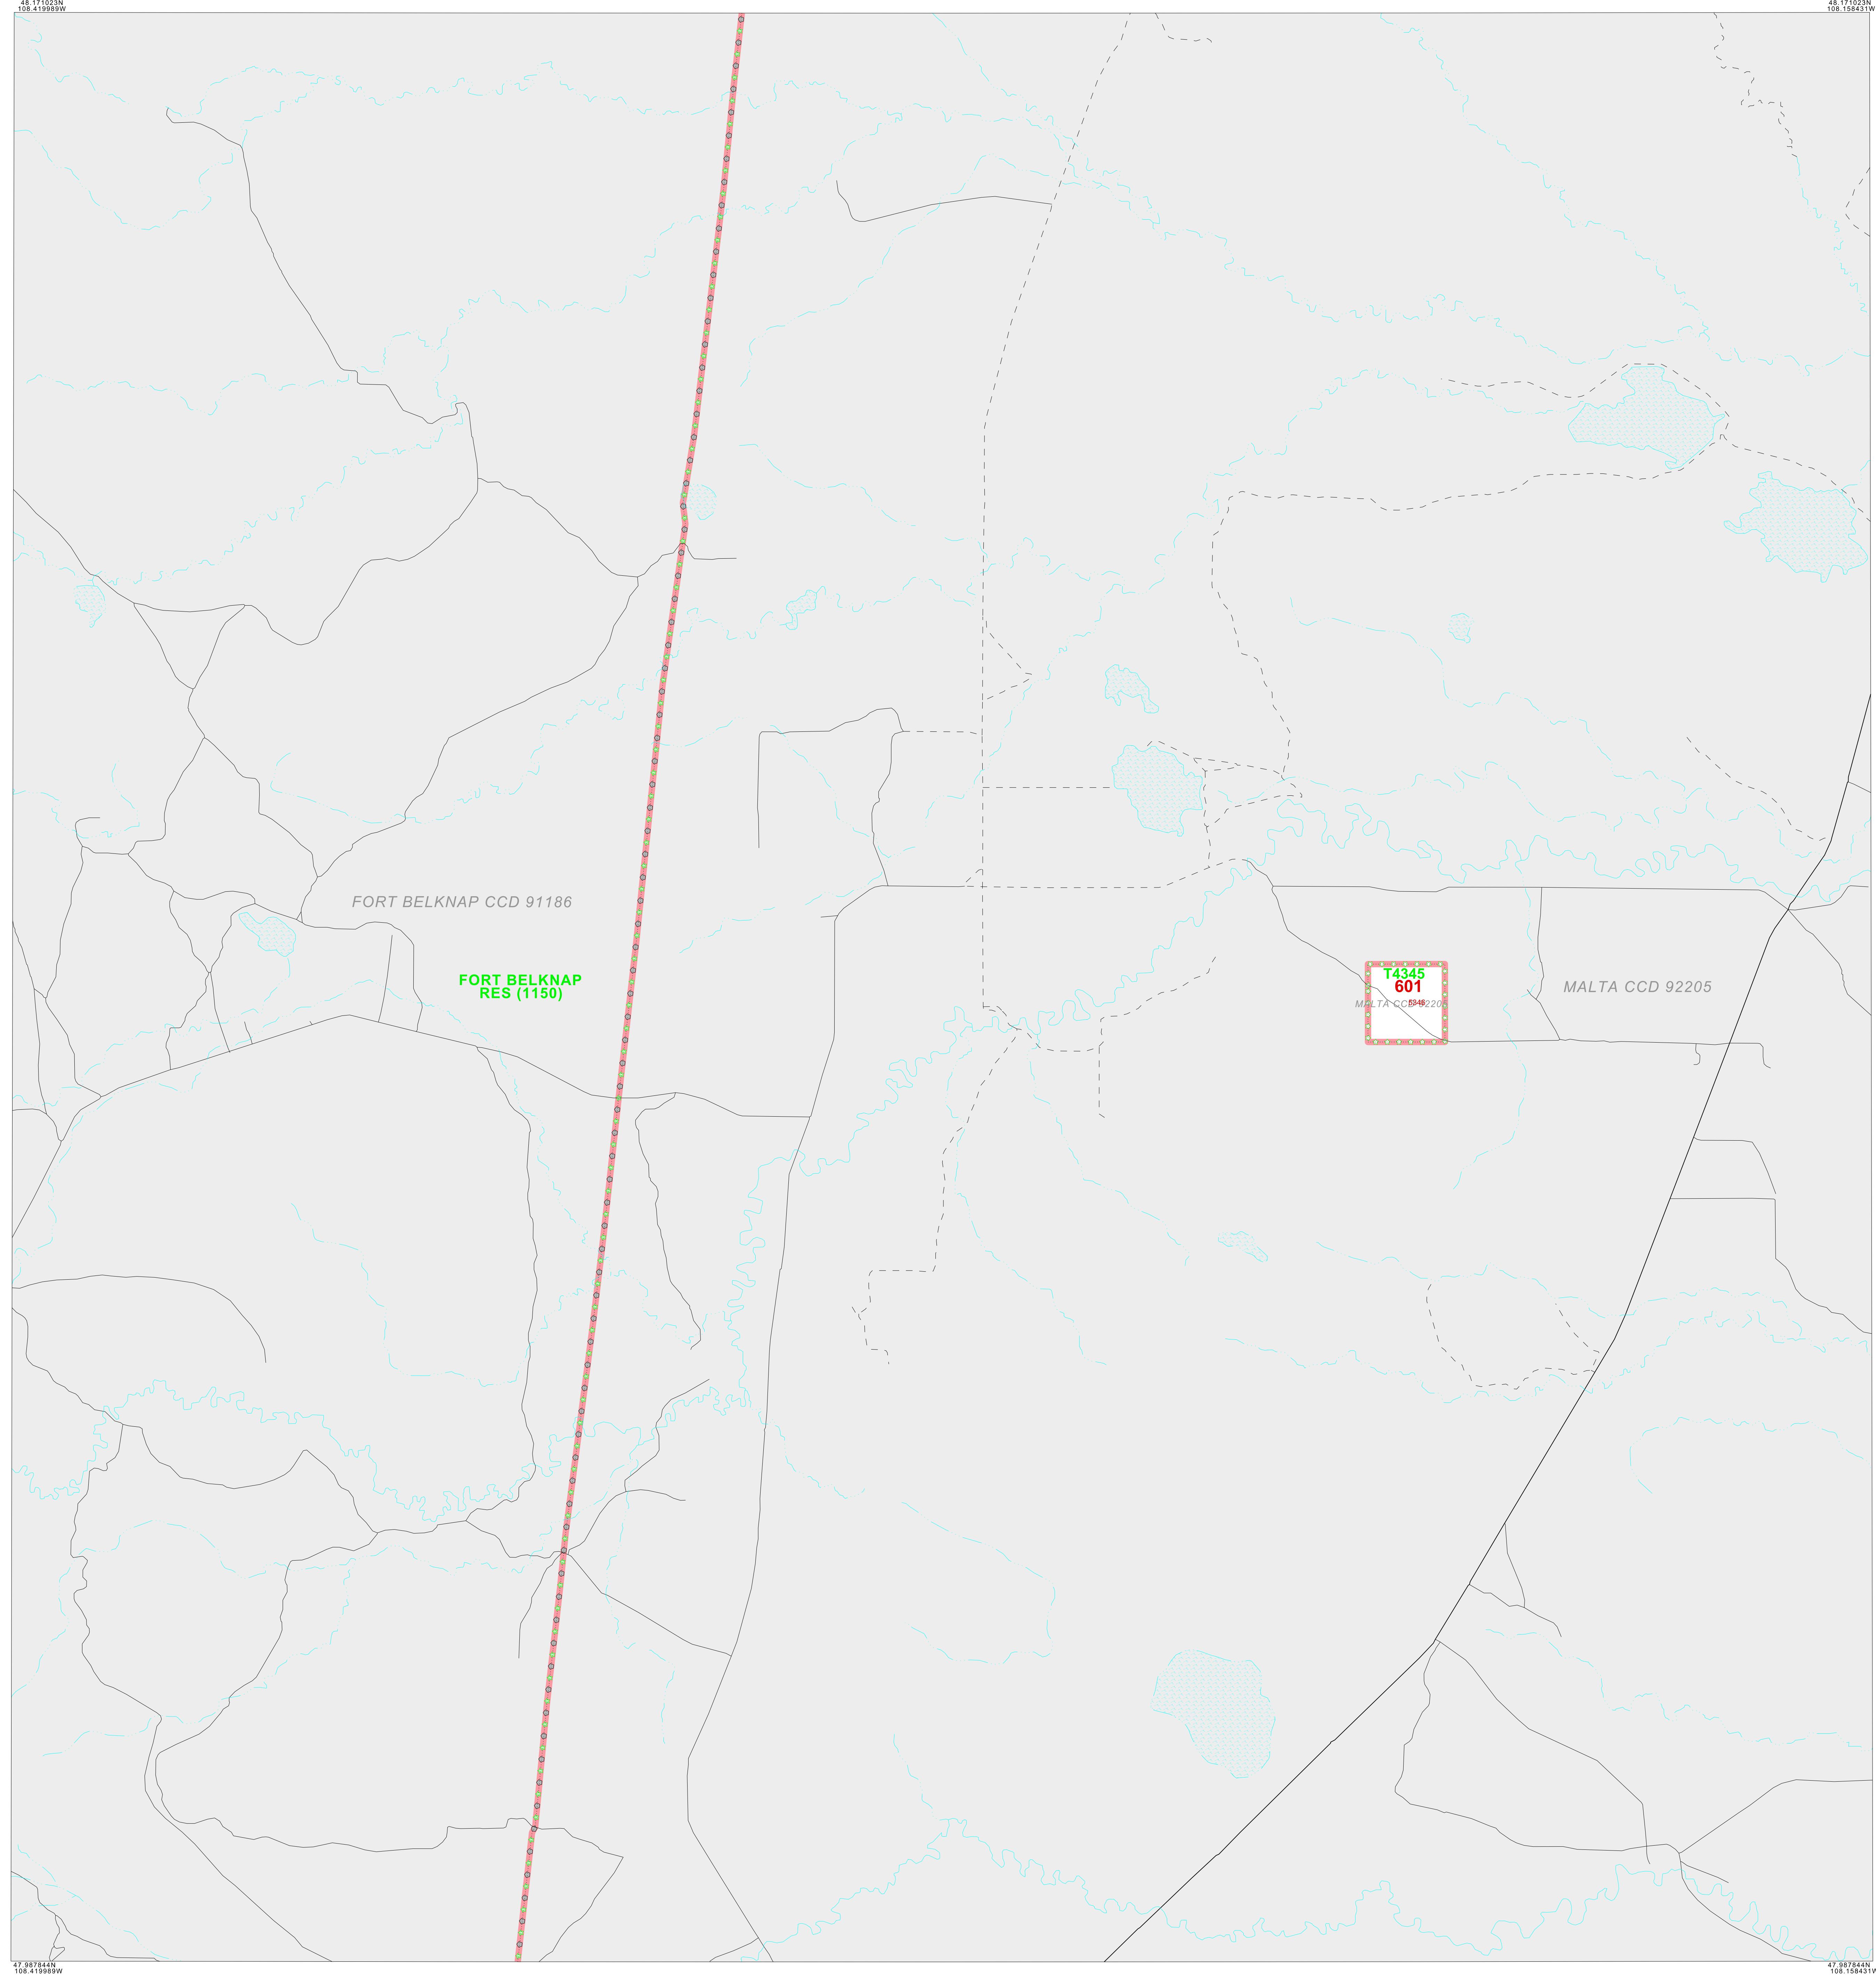 48.171023N
108.419989W
48.171023N
108.158431W
FORT BELKNAP CCD 91186
FORT BELKNAP
RES (1150)
T4345
601
MALTA CCD 92205
MALTA CCD 92205
47.987844N
108.419989W
47.987844N
108.158431W